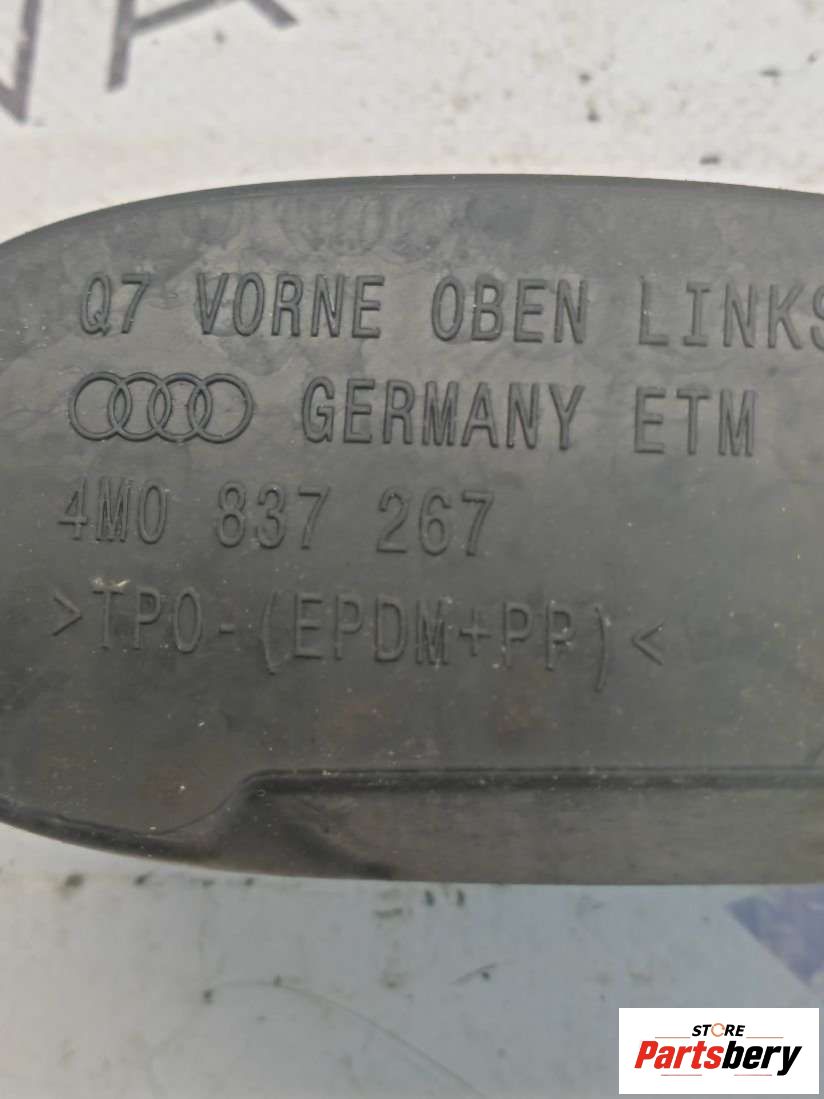 Q7 VORNE OBEN LINKS
GERMANY ETM
4M0 837 267
>TPO-(EPDM+PP)<
STORE
Partsbery